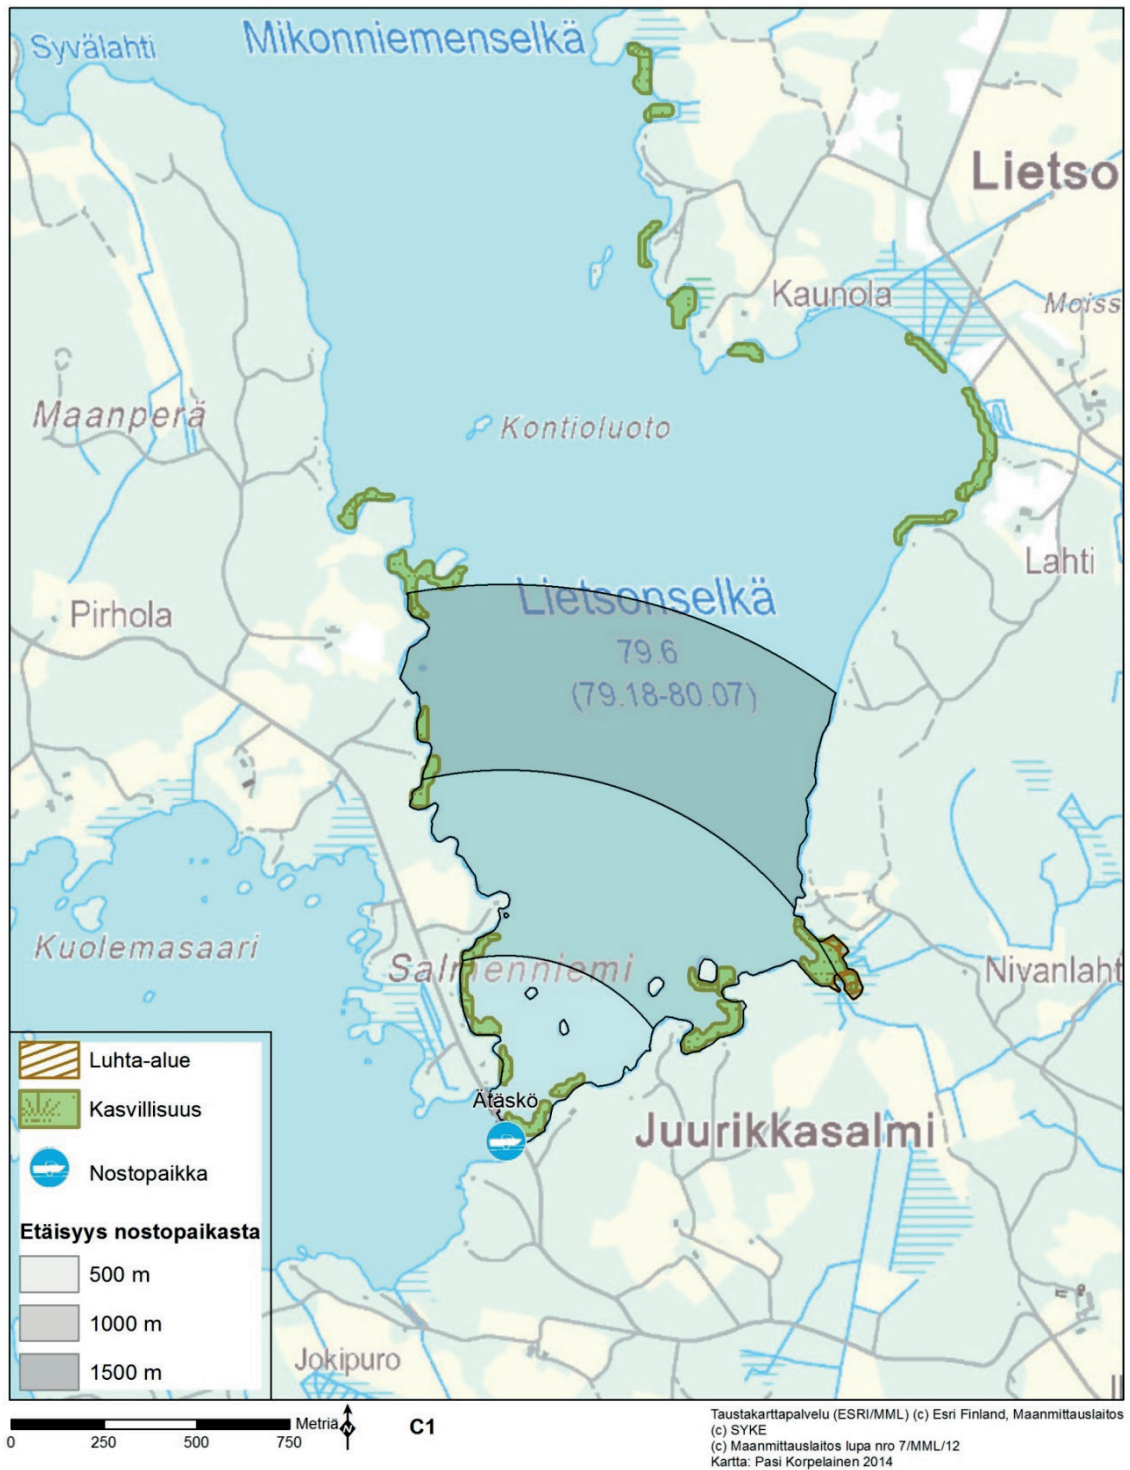 Syvälahti
Mikonniemenselkä
Lietso
Kaunola
Moiss
Maanperä
Kontioluoto
Lahti
Pirhola
Lietsonselkä
79.6
(79.18-80.07)
Kuolemasaari
Salmenniemi
Nivanlaht
Ätäskö
Juurikkasalmi
Jokipuro
Luhta-alue
Kasvillisuus
Nostopaikka
Etäisyys nostopaikasta
500 m
1000 m
1500 m
Metriä
0 250 500 750
N
C1
Taustakarttapalvelu (ESRI/MML) (c) Esri Finland, Maanmittauslaitos
(c) SYKE
(c) Maanmittauslaitos lupa nro 7/MML/12
Kartta: Pasi Korpelainen 2014